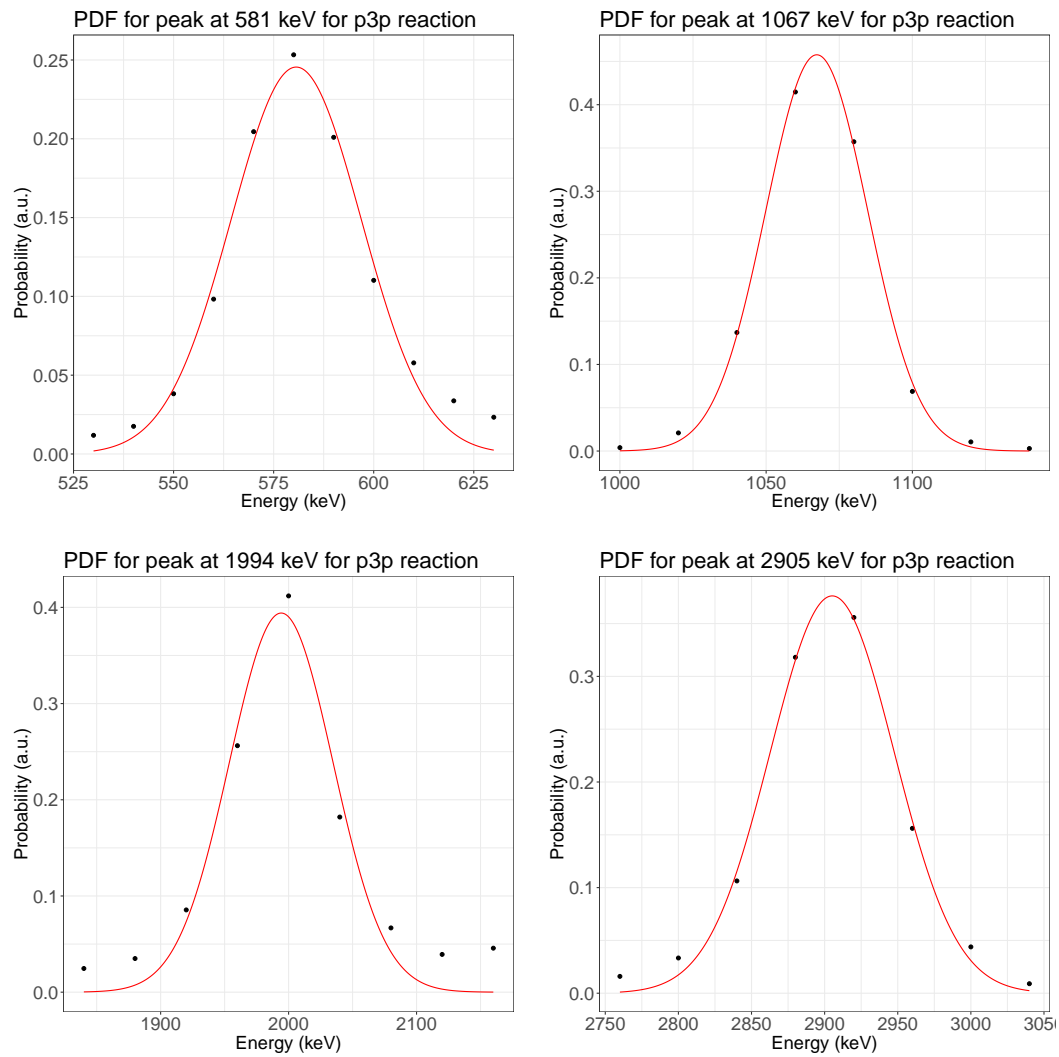 PDF for peak at 581 keV for p3p reaction
Probability (a.u.)
0.25
0.20
0.15
0.10
0.05
0.00
525 550 575 600 625
Energy (keV)
PDF for peak at 1067 keV for p3p reaction
Probability (a.u.)
0.4
0.3
0.2
0.1
0.0
1000 1050 1100
Energy (keV)
PDF for peak at 1994 keV for p3p reaction
Probability (a.u.)
0.4
0.3
0.2
0.1
0.0
1900 2000 2100
Energy (keV)
PDF for peak at 2905 keV for p3p reaction
Probability (a.u.)
0.3
0.2
0.1
0.0
2750 2800 2850 2900 2950 3000 3050
Energy (keV)